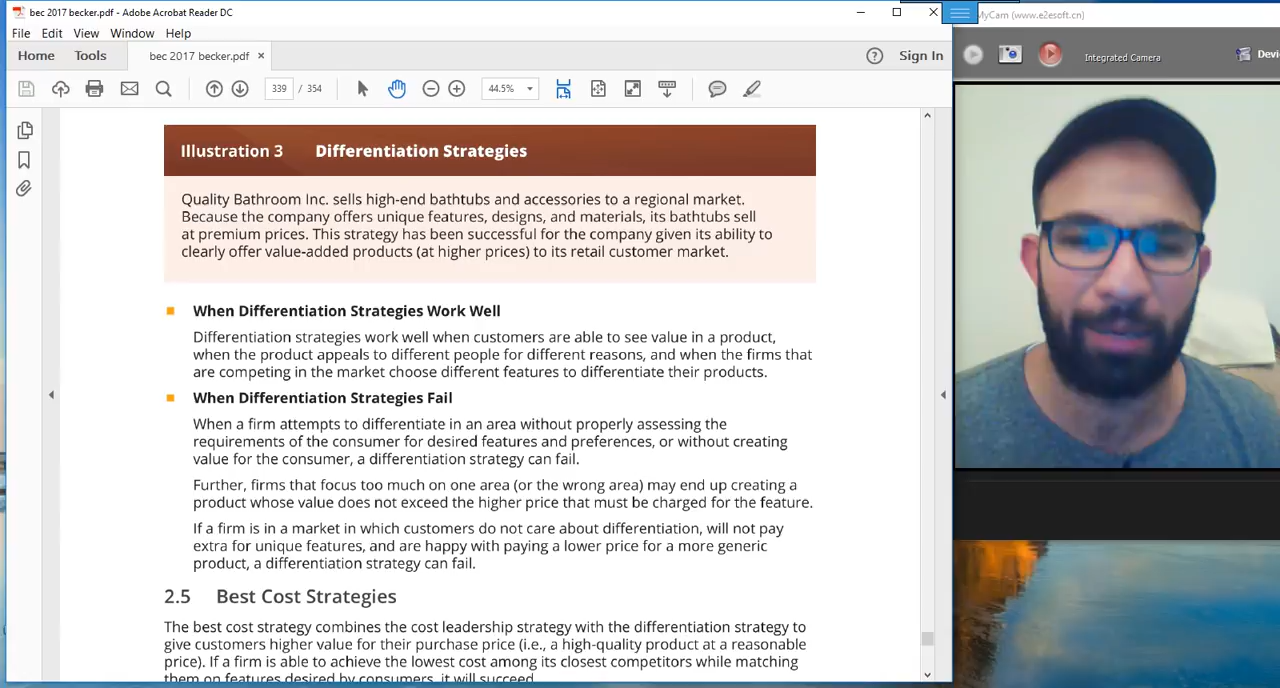 bec 2017 becker.pdf - Adobe Acrobat Reader DC
MyCam (www.e2esoft.cn)
File Edit View Window Help
Home Tools bec 2017 becker.pdf × Sign In
Integrated Camera
Devi
339 / 354 44.5%
Illustration 3 Differentiation Strategies
Quality Bathroom Inc. sells high-end bathtubs and accessories to a regional market.
Because the company offers unique features, designs, and materials, its bathtubs sell
at premium prices. This strategy has been successful for the company given its ability to
clearly offer value-added products (at higher prices) to its retail customer market.
When Differentiation Strategies Work Well
Differentiation strategies work well when customers are able to see value in a product,
when the product appeals to different people for different reasons, and when the firms that
are competing in the market choose different features to differentiate their products.
When Differentiation Strategies Fail
When a firm attempts to differentiate in an area without properly assessing the
requirements of the consumer for desired features and preferences, or without creating
value for the consumer, a differentiation strategy can fail.
Further, firms that focus too much on one area (or the wrong area) may end up creating a
product whose value does not exceed the higher price that must be charged for the feature.
If a firm is in a market in which customers do not care about differentiation, will not pay
extra for unique features, and are happy with paying a lower price for a more generic
product, a differentiation strategy can fail.
2.5 Best Cost Strategies
The best cost strategy combines the cost leadership strategy with the differentiation strategy to
give customers higher value for their purchase price (i.e., a high-quality product at a reasonable
price). If a firm is able to achieve the lowest cost among its closest competitors while matching
them on features desired by consumers, it will succeed.